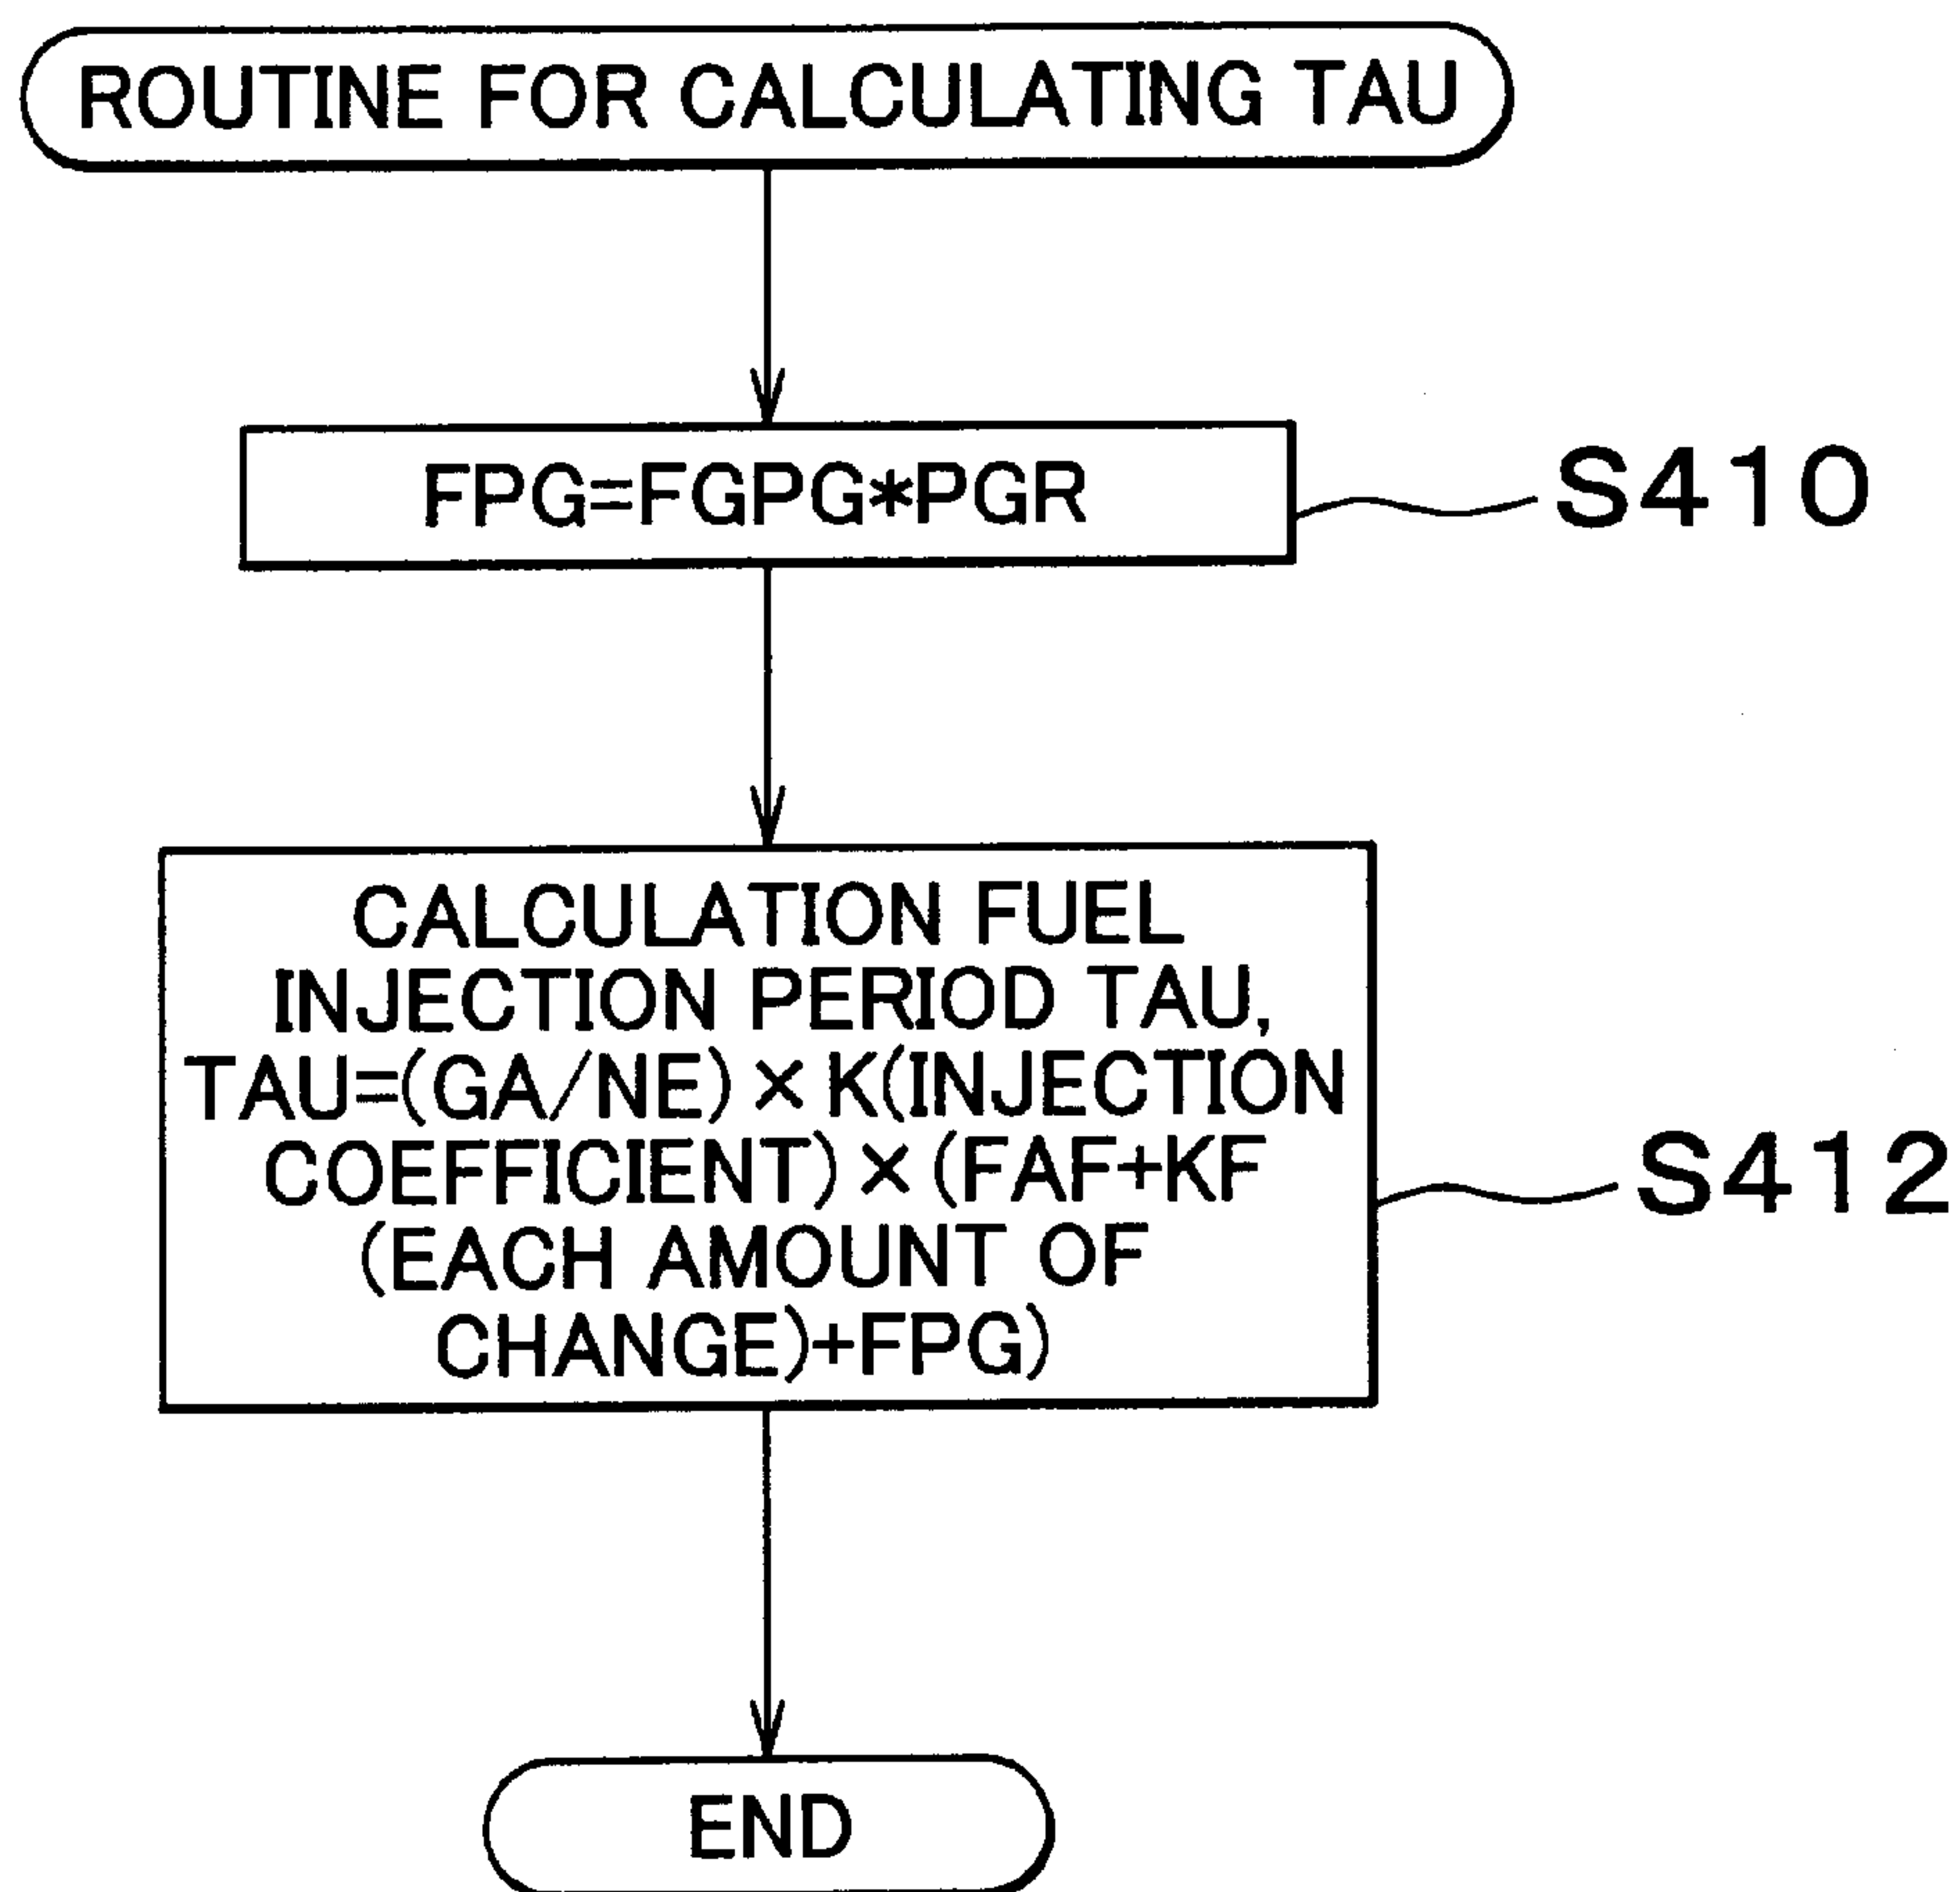 ROUTINE FOR CALCULATING TAU
FPG=FGPG*PGR
S410
CALCULATION FUEL
INJECTION PERIOD TAU,
TAU=(GA/NE)×K(INJECTION
COEFFICIENT)×(FAF+KF
(EACH AMOUNT OF
CHANGE)+FPG)
S412
END